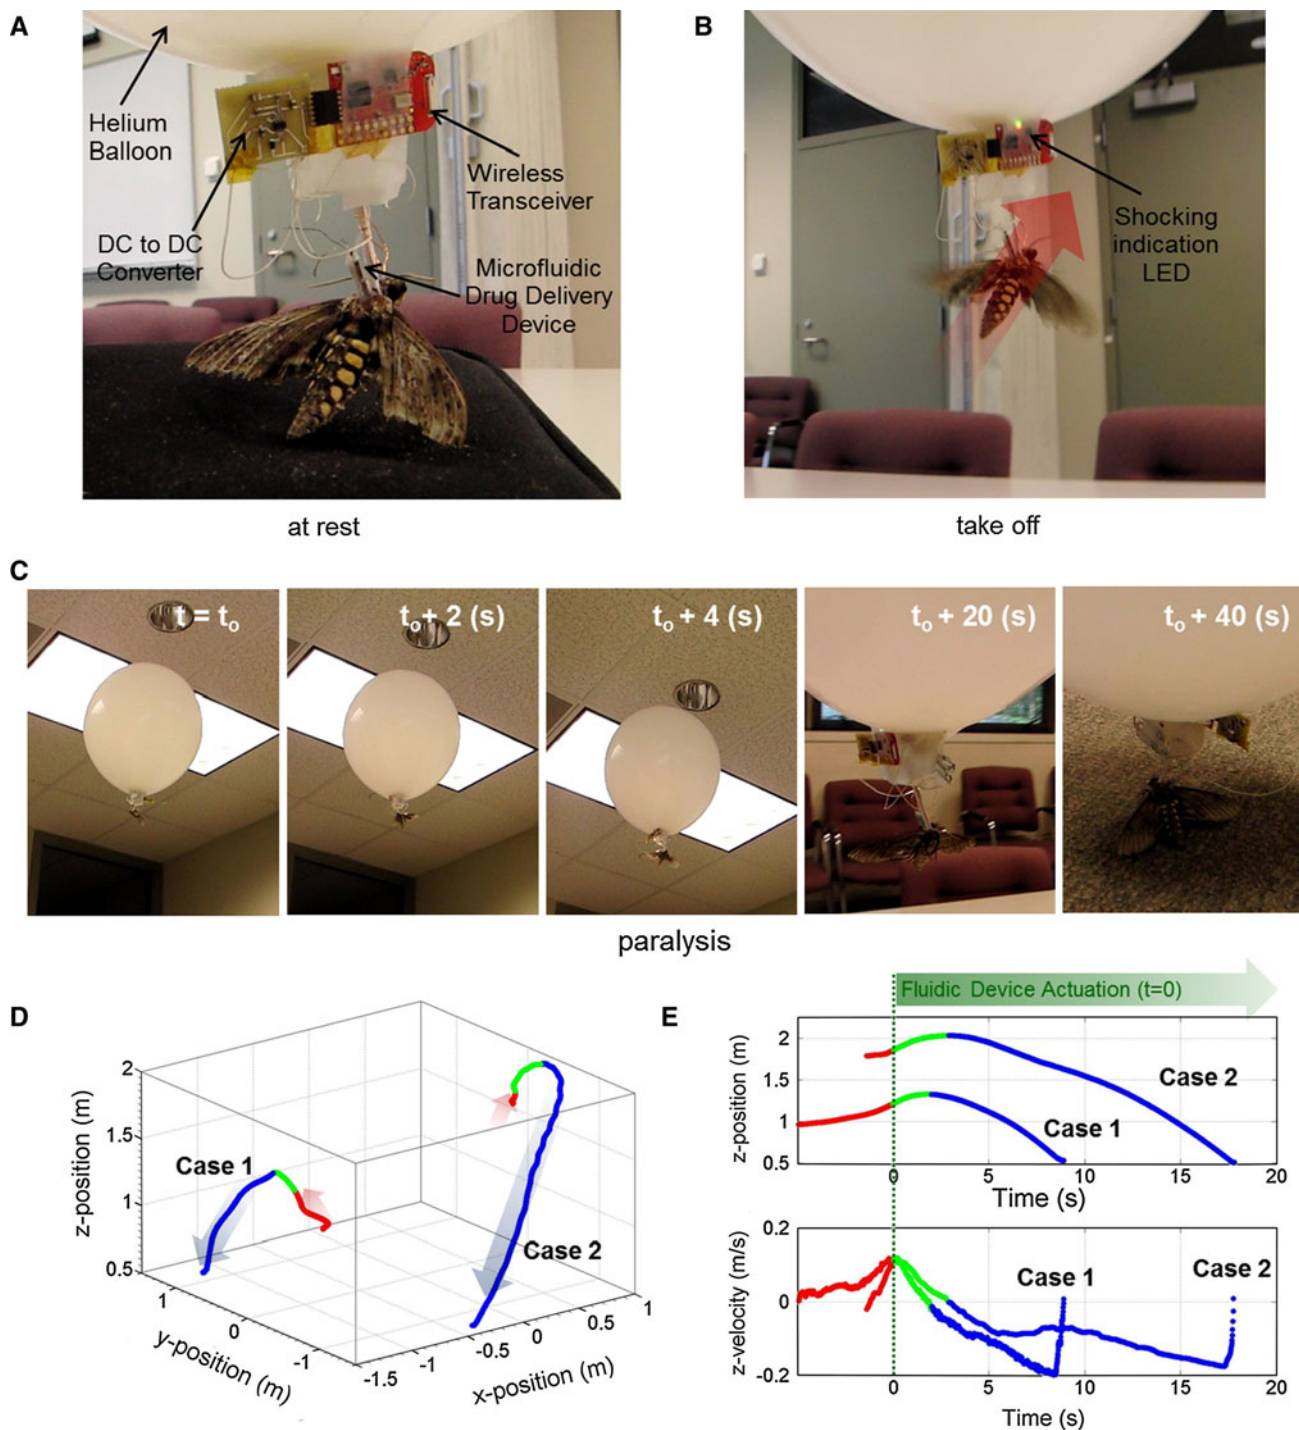 A
B
Helium
Balloon
DC to DC
Converter
Wireless
Transceiver
Microfluidic
Drug Delivery
Device
Shocking
indication
LED
at rest
take off
C
t = to
to + 2 (s)
to + 4 (s)
to + 20 (s)
to + 40 (s)
paralysis
D
z-position (m)
2
1.5
1
0.5
Case 1
Case 2
1
0
-1
y-position (m)
-1.5
-1
-0.5
0
0.5
1
x-position (m)
E
Fluidic Device Actuation (t=0)
z-position (m)
2
1.5
1
0.5
Case 2
Case 1
0
5
10
15
20
Time (s)
z-velocity (m/s)
0.2
0
-0.2
Case 1
Case 2
0
5
10
15
20
Time (s)